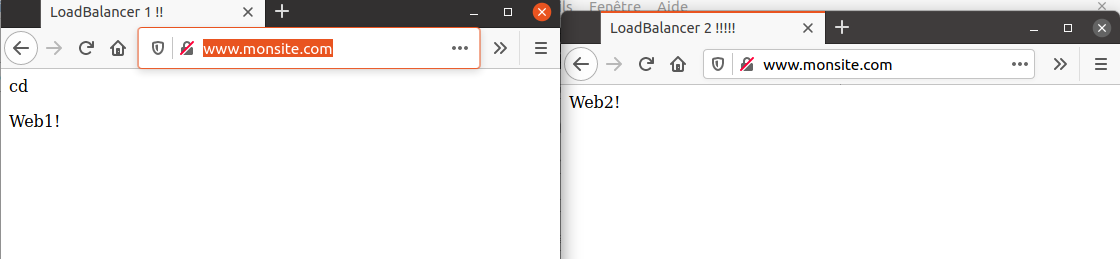 LoadBalancer 1 !!
www.monsite.com
cd
Web1!
ls Fenêtre Aide
LoadBalancer 2 !!!!!
www.monsite.com
Web2!